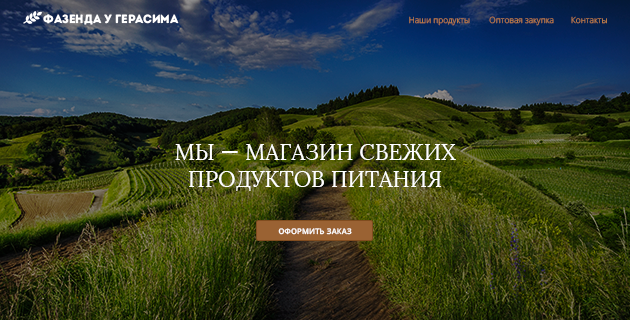 ФАЗЕНДА У ГЕРАСИМА
Наши продукты Оптовая закупка Контакты
МЫ — МАГАЗИН СВЕЖИХ
ПРОДУКТОВ ПИТАНИЯ
ОФОРМИТЬ ЗАКАЗ